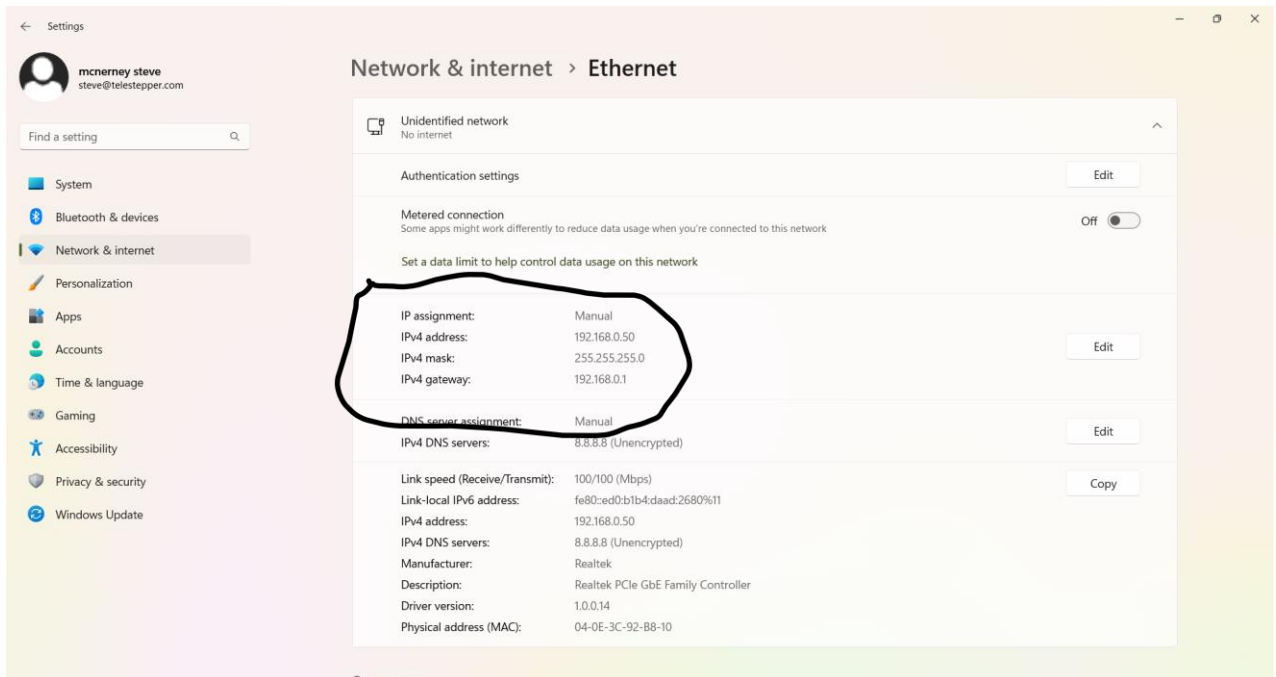 Settings
mcnerney steve
steve@telestepper.com
Find a setting
System
Bluetooth & devices
Network & internet
Personalization
Apps
Accounts
Time & language
Gaming
Accessibility
Privacy & security
Windows Update
Network & internet > Ethernet
Unidentified network
No internet
Authentication settings Edit
Metered connection
Some apps might work differently to reduce data usage when you're connected to this network
Off
Set a data limit to help control data usage on this network
IP assignment: Manual
IPv4 address: 192.168.0.50
IPv4 mask: 255.255.255.0
IPv4 gateway: 192.168.0.1
Edit
DNS server assignment: Manual
IPv4 DNS servers: 8.8.8.8 (Unencrypted)
Edit
Link speed (Receive/Transmit): 100/100 (Mbps)
Link-local IPv6 address: fe80::ed0:b1b4:daad:2680%11
IPv4 address: 192.168.0.50
IPv4 DNS servers: 8.8.8.8 (Unencrypted)
Manufacturer: Realtek
Description: Realtek PCIe GbE Family Controller
Driver version: 1.0.0.14
Physical address (MAC): 04-0E-3C-92-B8-10
Copy